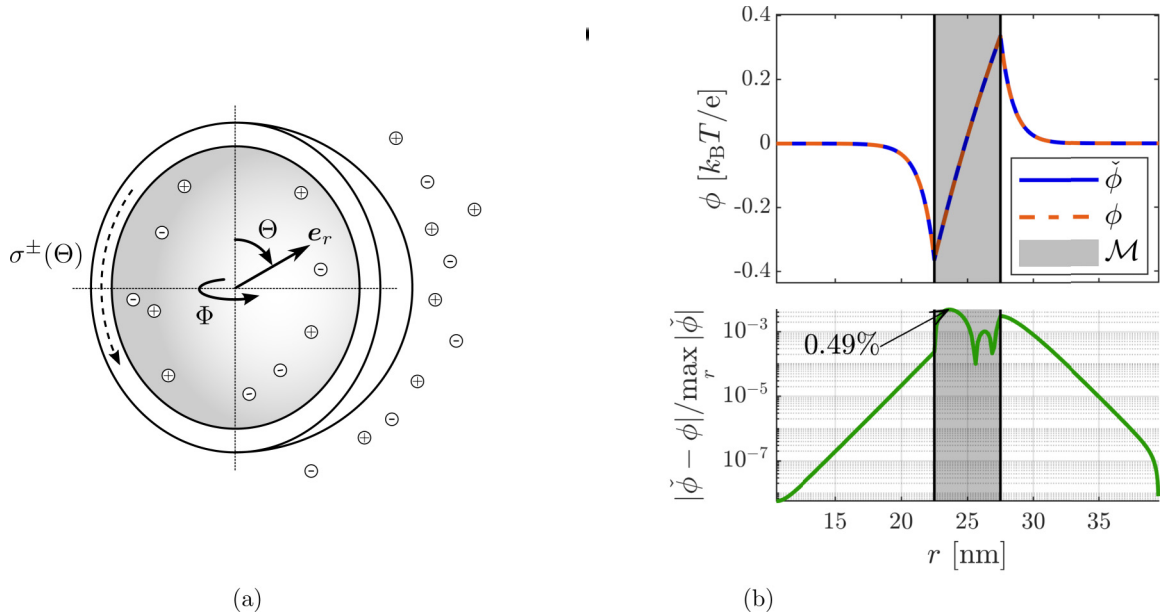 σ±(Θ)
Θ
e_r
Φ
(a)
ϕ [k_BT/e]
0.4
0.2
0
-0.2
-0.4
ϕ̌
ϕ
ℳ
|ϕ̌ − ϕ|/max_r |ϕ̌|
10⁻³
10⁻⁵
10⁻⁷
0.49%
15 20 25 30 35
r [nm]
(b)